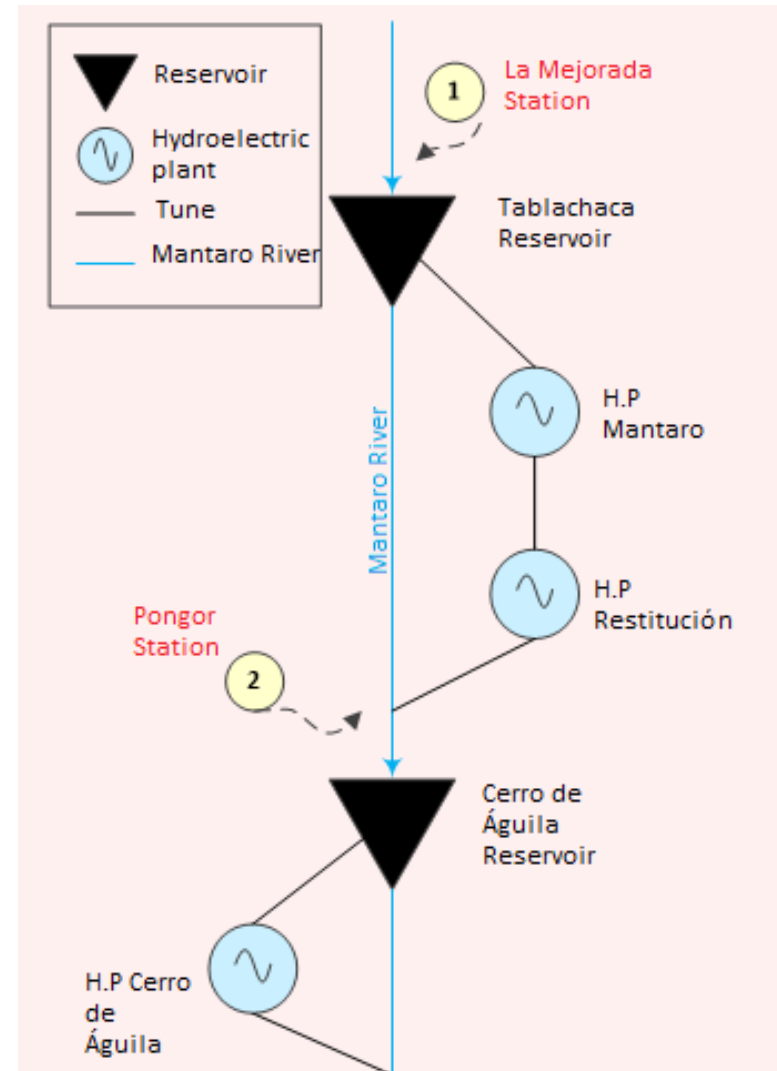 Reservoir
Hydroelectric
plant
Tune
Mantaro River
1
La Mejorada
Station
Tablachaca
Reservoir
H.P
Mantaro
Mantaro River
H.P
Restitución
Pongor
Station
2
Cerro de
Águila
Reservoir
H.P Cerro
de
Águila